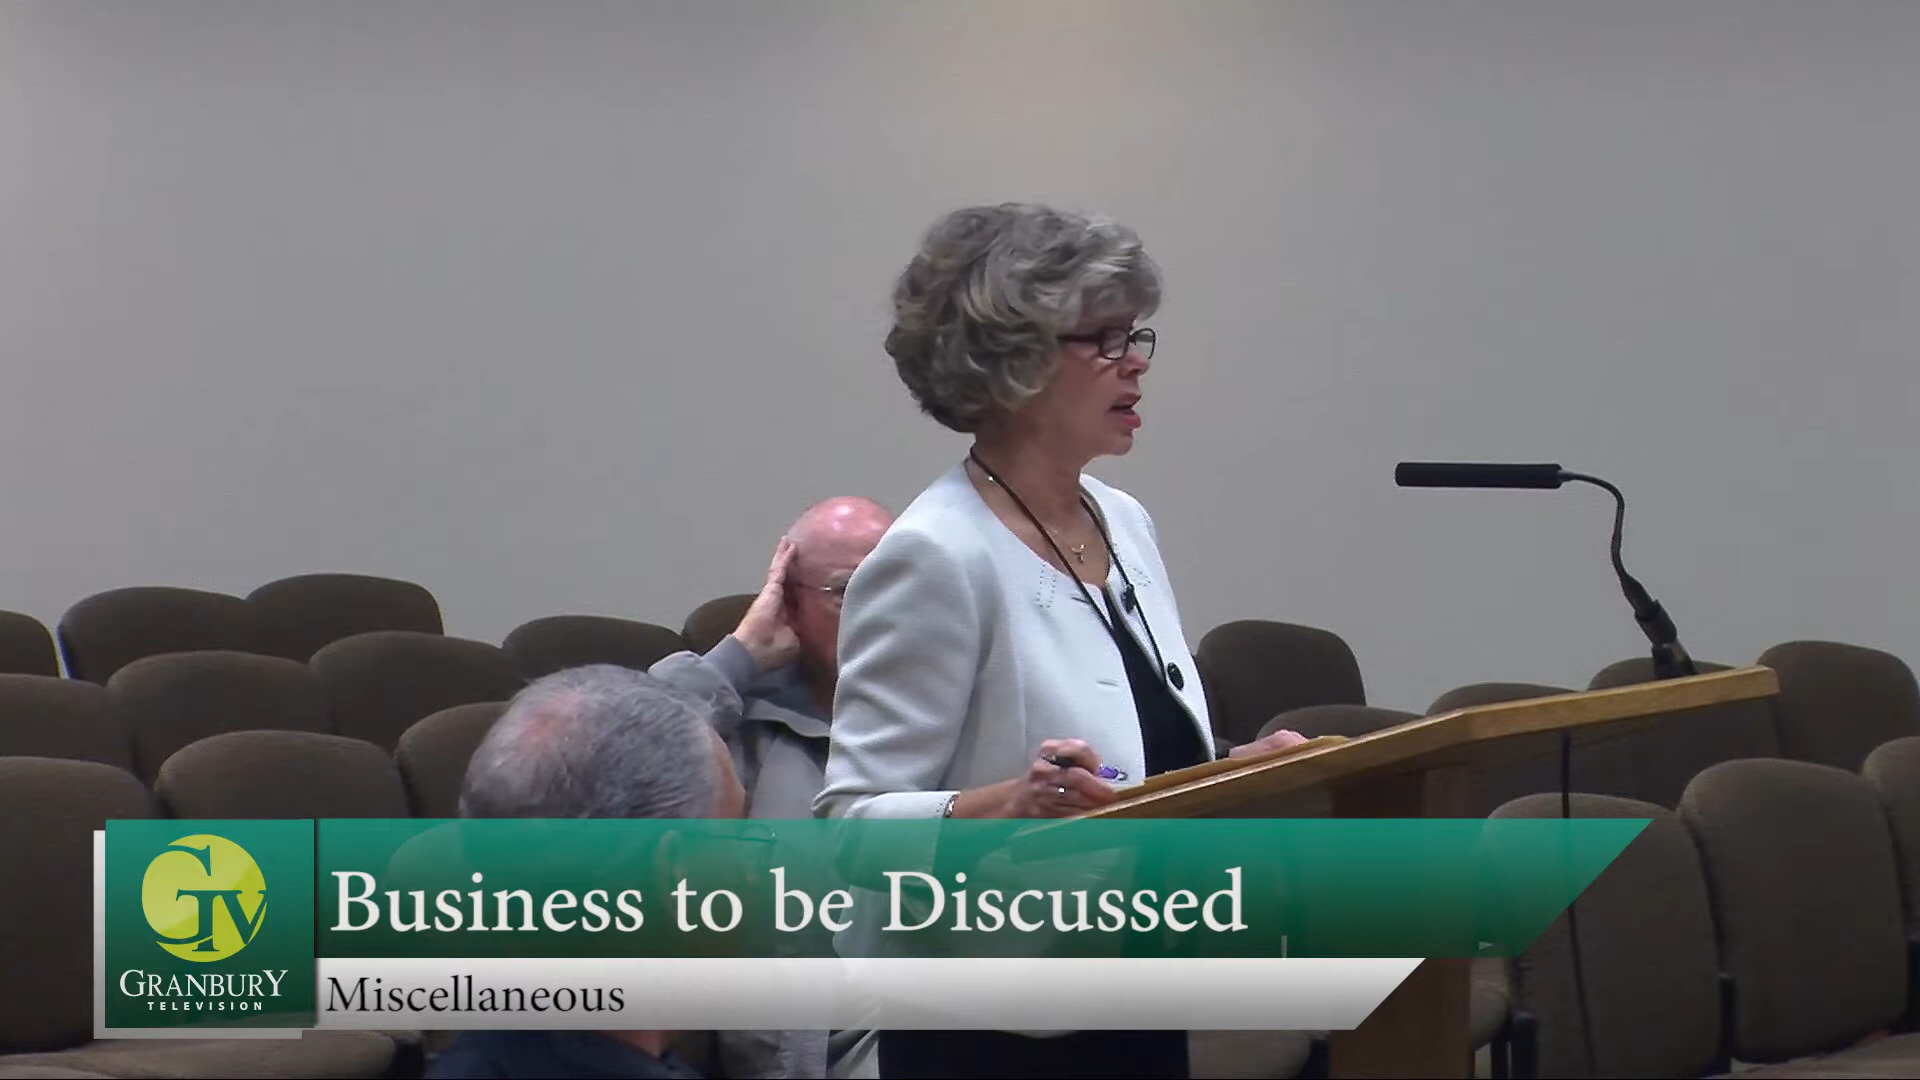 Business to be Discussed
Miscellaneous
GTV
GRANBURY
TELEVISION